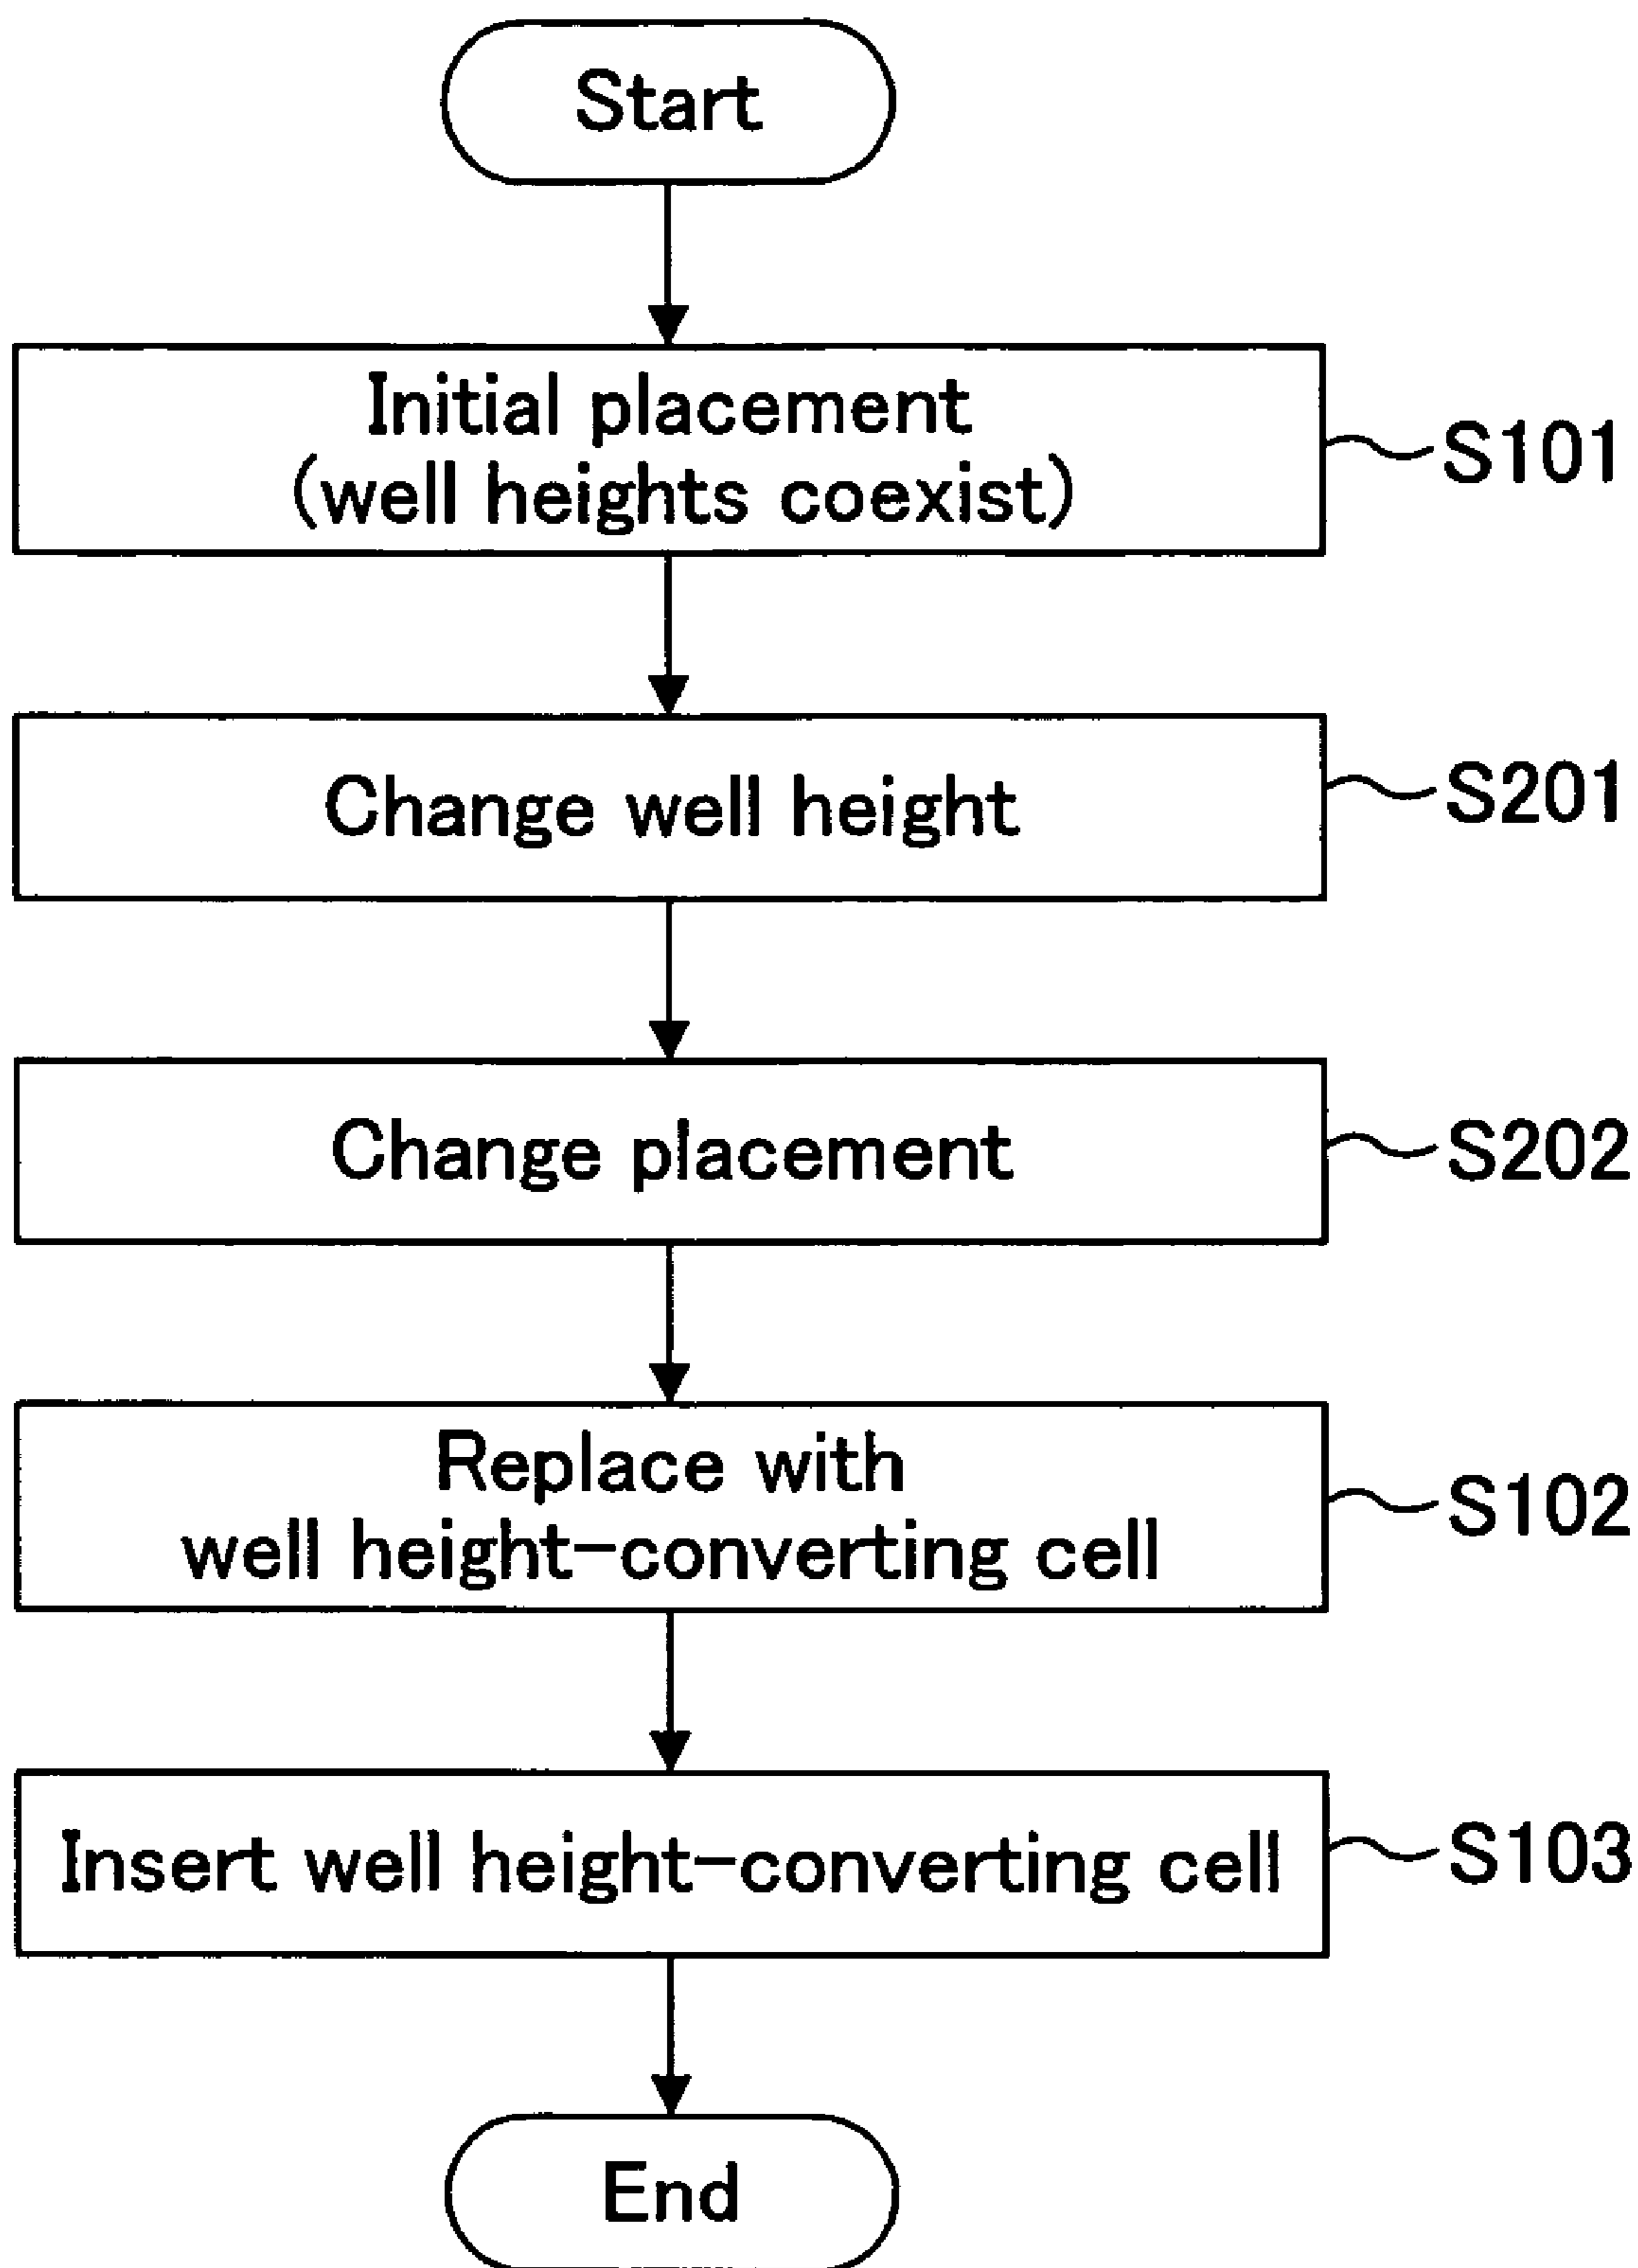 Start
Initial placement
(well heights coexist)
S101
Change well height
S201
Change placement
S202
Replace with
well height-converting cell
S102
Insert well height-converting cell
S103
End